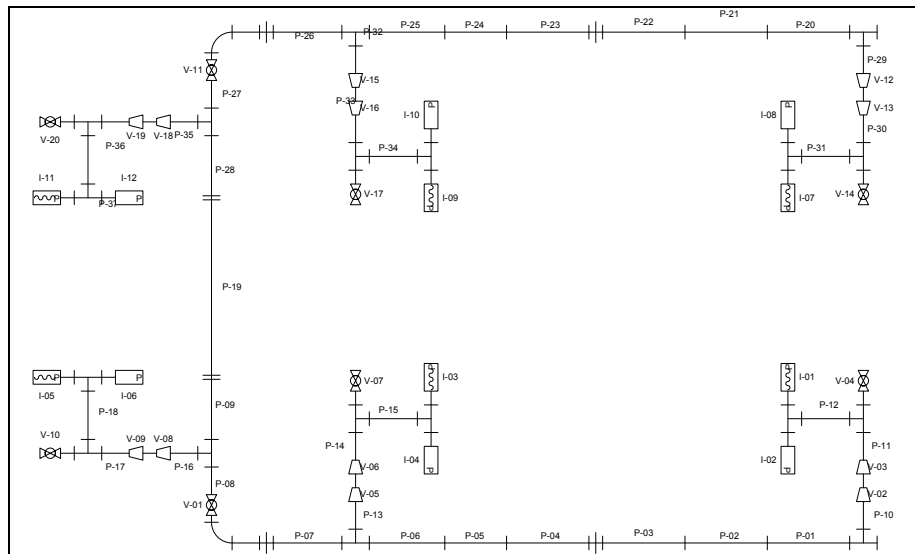 P-21
P-25 P-24 P-23 P-22 P-20
P-26 P-32
P-29
V-11 V-15 V-12
P-27 P-33 V-16 I-10 I-08 V-13
P P
V-20 V-19 V-18 P-35 P-30
P-36 P-34 P-31
P-28
I-11 I-12
P P V-17 P I-09 P I-07 V-14
P-37
P-19
P P V-07 P I-03 P I-01 V-04
I-05 I-06
P-18 P-09 P-15 P-12
V-10 V-09 V-08 P-14 P-11
P-17 P-16 V-06 I-04 I-02 V-03
P P
P-08
V-01 V-05 V-02
P-13 P-10
P-07 P-06 P-05 P-04 P-03 P-02 P-01